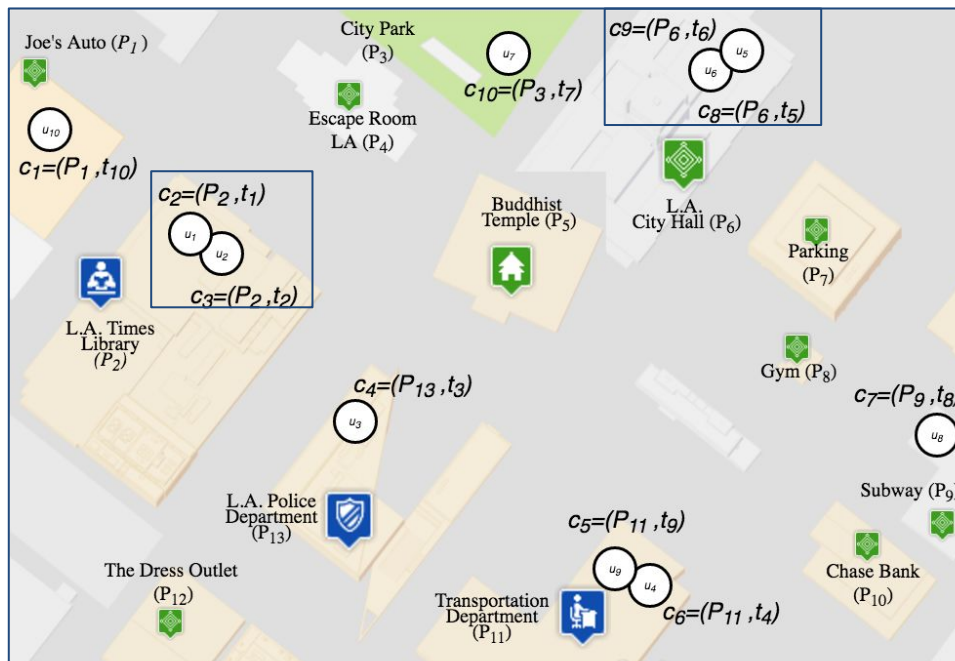 Joe's Auto (P1)
u10
c1=(P1 ,t10)
City Park
(P3)
u7
c10=(P3 ,t7)
Escape Room
LA (P4)
c9=(P6 ,t6)
u5
u6
c8=(P6 ,t5)
L.A.
City Hall (P6)
c2=(P2 ,t1)
u1
u2
c3=(P2 ,t2)
L.A. Times
Library
(P2)
Buddhist
Temple (P5)
Parking
(P7)
Gym (P8)
c4=(P13 ,t3)
u3
L.A. Police
Department
(P13)
c7=(P9 ,t8)
u8
Subway (P9)
c5=(P11 ,t9)
u9
u4
c6=(P11 ,t4)
Transportation
Department
(P11)
Chase Bank
(P10)
The Dress Outlet
(P12)